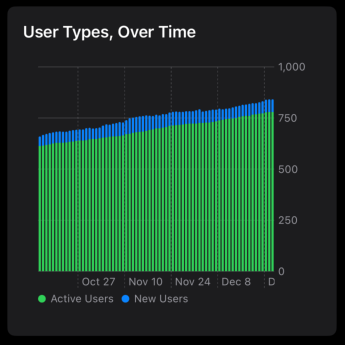 User Types, Over Time
1,000
750
500
250
0
Oct 27 Nov 10 Nov 24 Dec 8 D
Active Users New Users